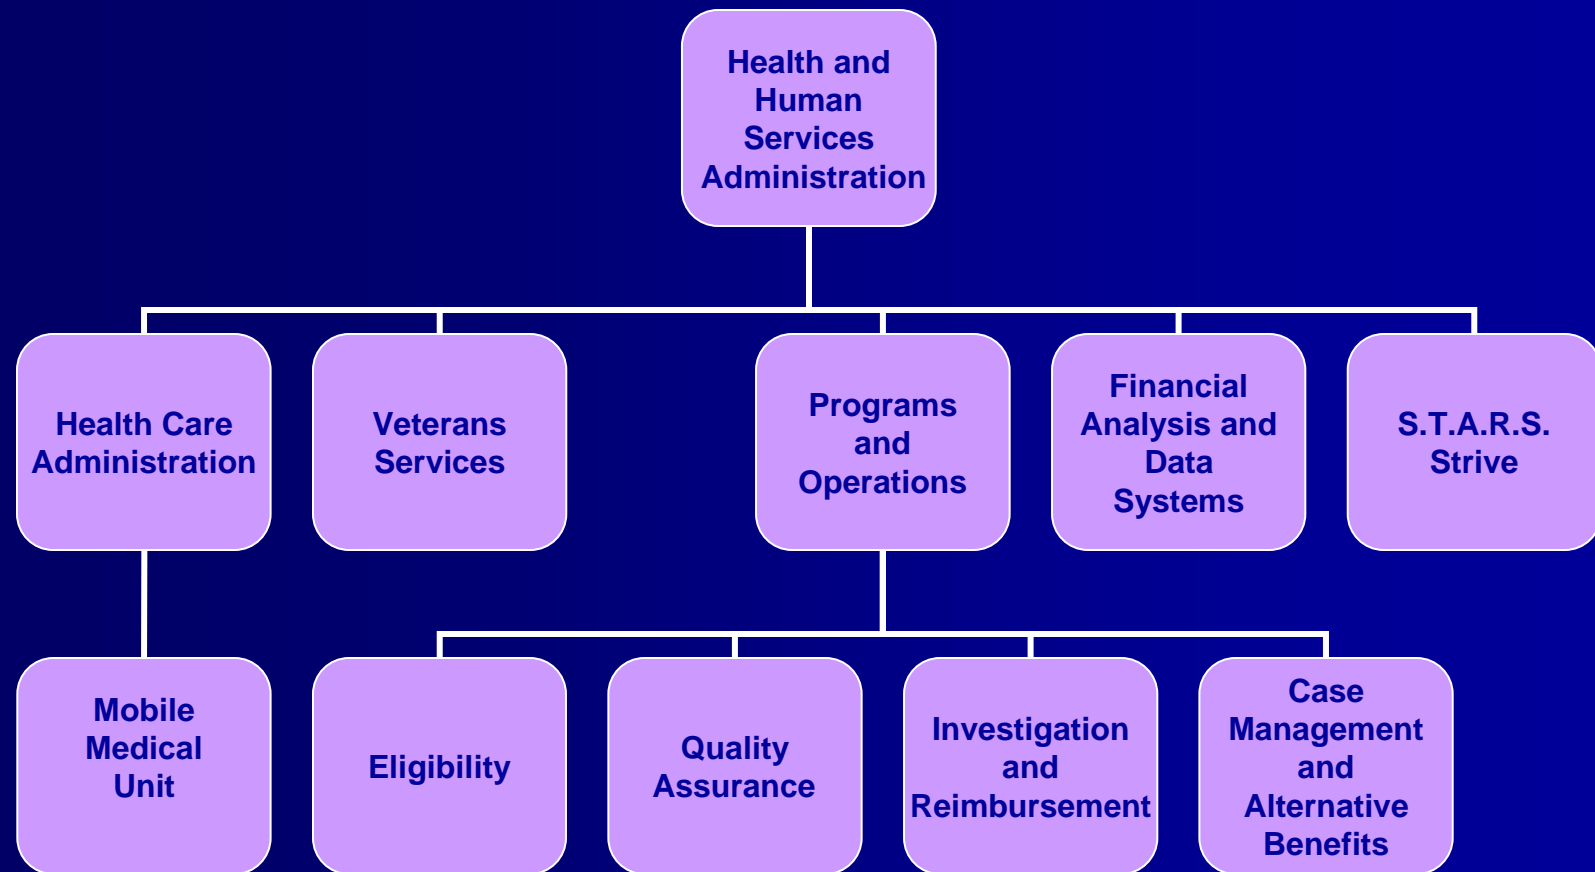 Health and
Human
Services
Administration
Health Care
Administration
Veterans
Services
Programs
and
Operations
Financial
Analysis and
Data
Systems
S.T.A.R.S.
Strive
Mobile
Medical
Unit
Eligibility
Quality
Assurance
Investigation
and
Reimbursement
Case
Management
and
Alternative
Benefits